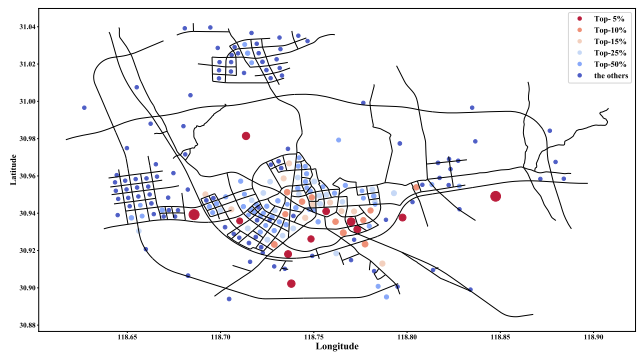 31.04
31.02
31.00
30.98
30.96
30.94
30.92
30.90
30.88
Latitude
Top- 5%
Top-10%
Top-15%
Top-25%
Top-50%
the others
118.65
118.70
118.75
118.80
118.85
118.90
Longitude